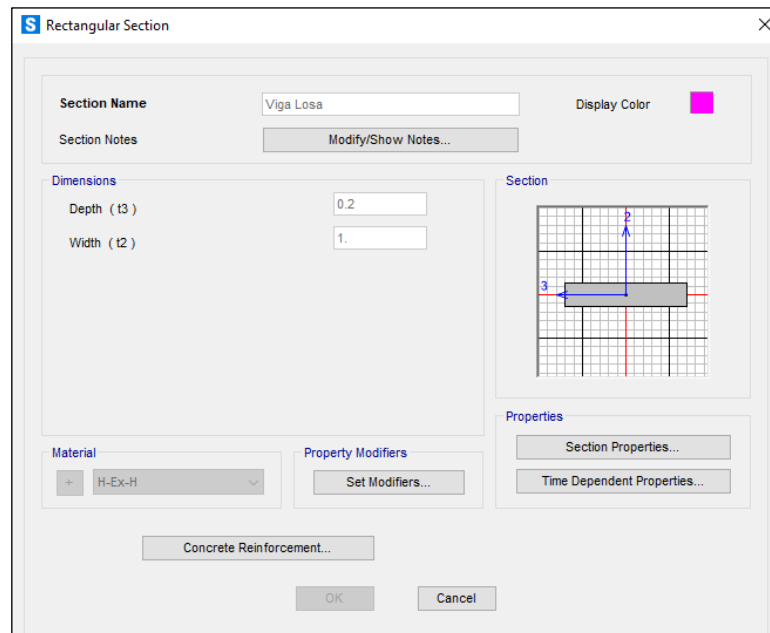 S Rectangular Section
Section Name Viga Losa Display Color
Section Notes Modify/Show Notes...
Dimensions Section
Depth ( t3 ) 0.2
Width ( t2 ) 1.
2
3
Properties
Section Properties...
Time Dependent Properties...
Material Property Modifiers
+ H-Ex-H Set Modifiers...
Concrete Reinforcement...
OK Cancel